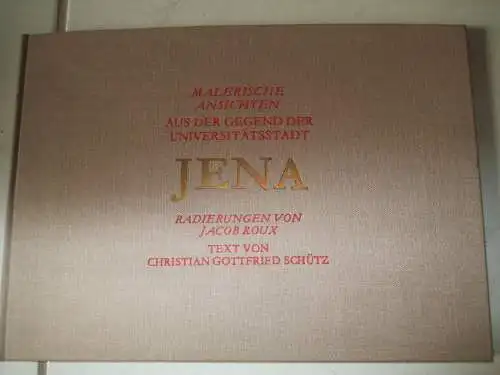 MALERISCHE
ANSICHTEN
AUS DER GEGEND DER
UNIVERSITÄTSSTADT
JENA
RADIERUNGEN VON
JACOB ROUX
TEXT VON
CHRISTIAN GOTTFRIED SCHÜTZ